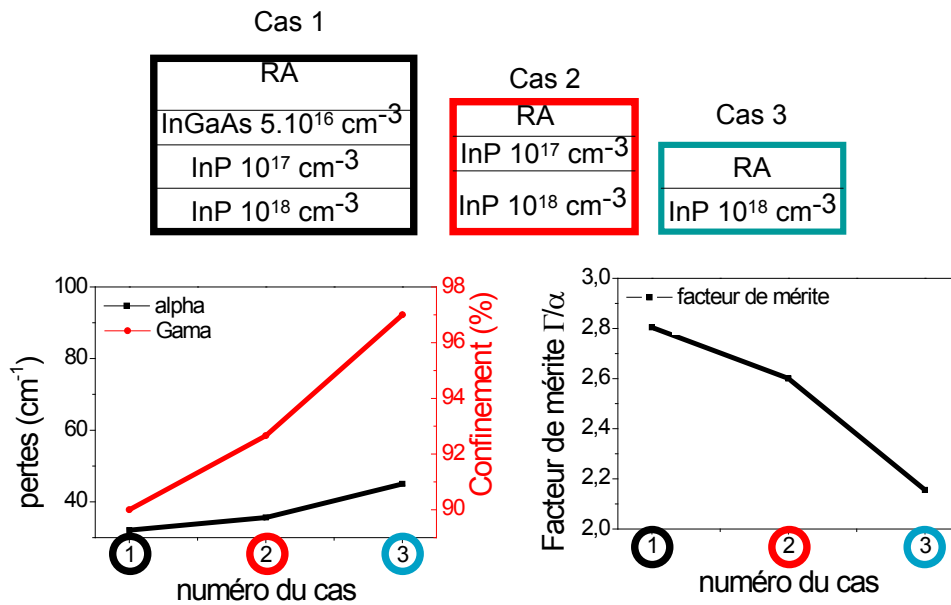 Cas 1
RA
InGaAs 5.10¹⁶ cm⁻³
InP 10¹⁷ cm⁻³
InP 10¹⁸ cm⁻³
Cas 2
RA
InP 10¹⁷ cm⁻³
InP 10¹⁸ cm⁻³
Cas 3
RA
InP 10¹⁸ cm⁻³
100
80
60
40
pertes (cm⁻¹)
alpha
Gama
98
96
94
92
90
Confinement (%)
1
2
3
numéro du cas
3,0
2,8
2,6
2,4
2,2
2,0
Facteur de mérite Γ/α
facteur de mérite
1
2
3
numéro du cas